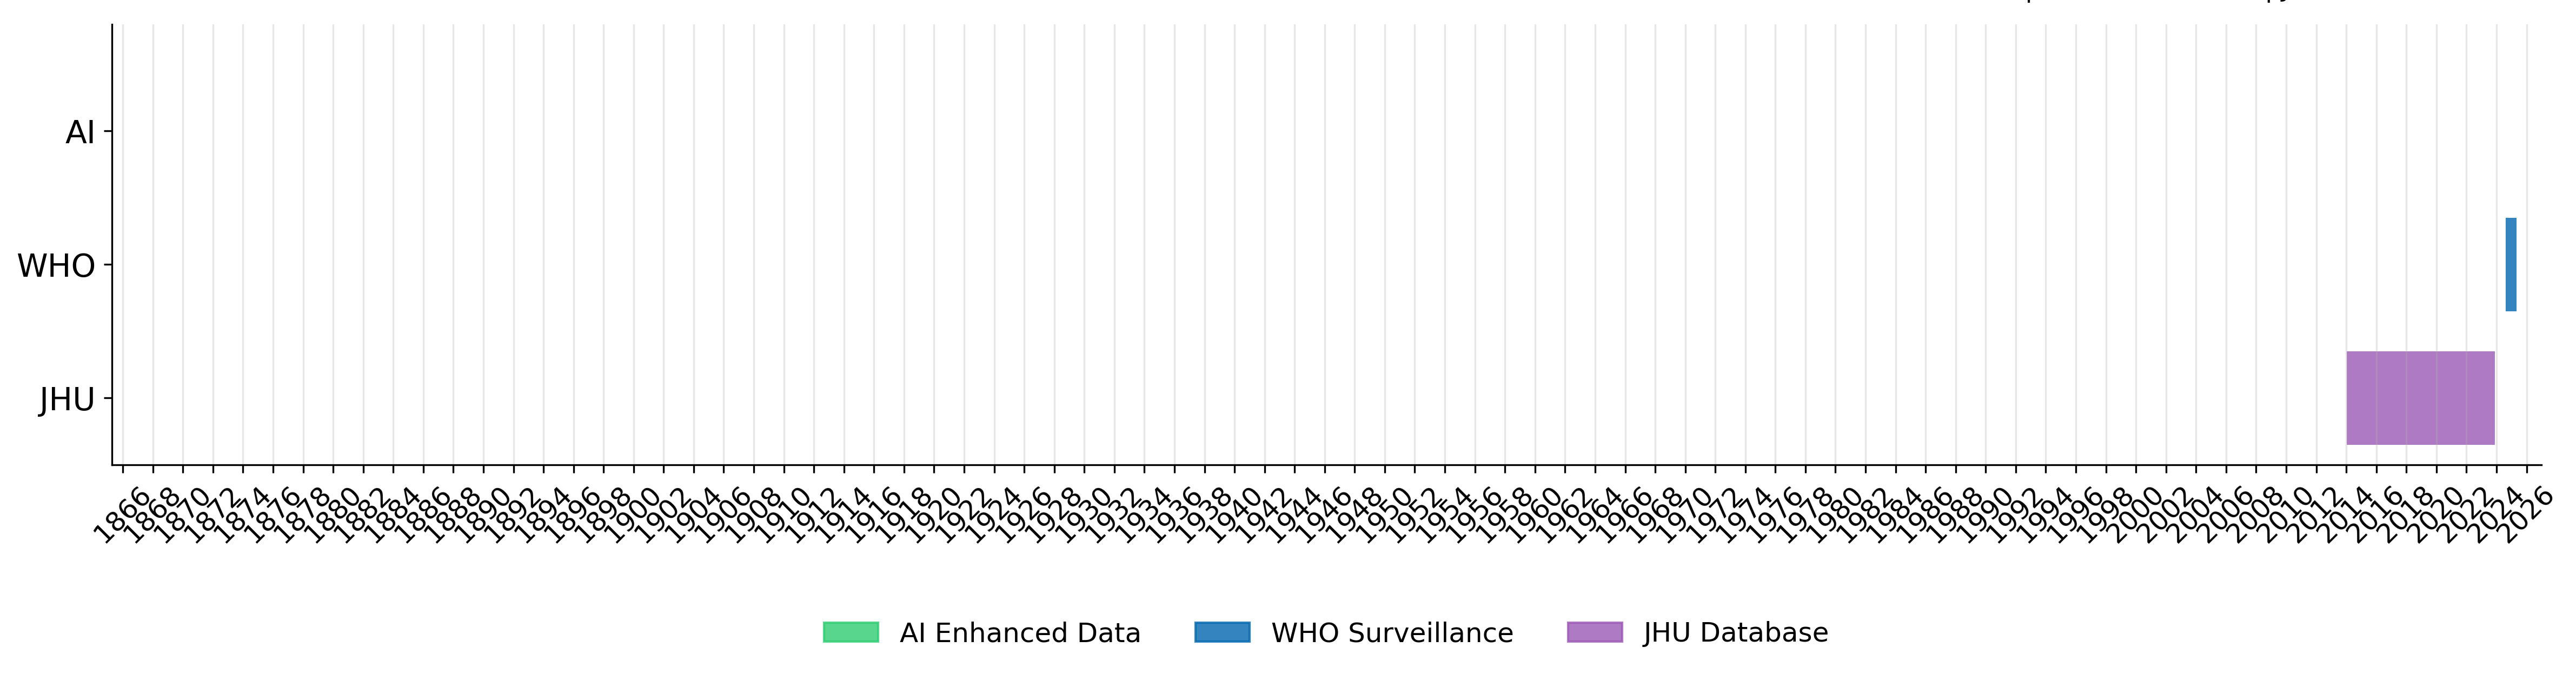 AI
WHO
JHU
1866 1868 1870 1872 1874 1876 1878 1880 1882 1884 1886 1888 1890 1892 1894 1896 1898 1900 1902 1904 1906 1908 1910 1912 1914 1916 1918 1920 1922 1924 1926 1928 1930 1932 1934 1936 1938 1940 1942 1944 1946 1948 1950 1952 1954 1956 1958 1960 1962 1964 1966 1968 1970 1972 1974 1976 1978 1980 1982 1984 1986 1988 1990 1992 1994 1996 1998 2000 2002 2004 2006 2008 2010 2012 2014 2016 2018 2020 2022 2024 2026
AI Enhanced Data WHO Surveillance JHU Database